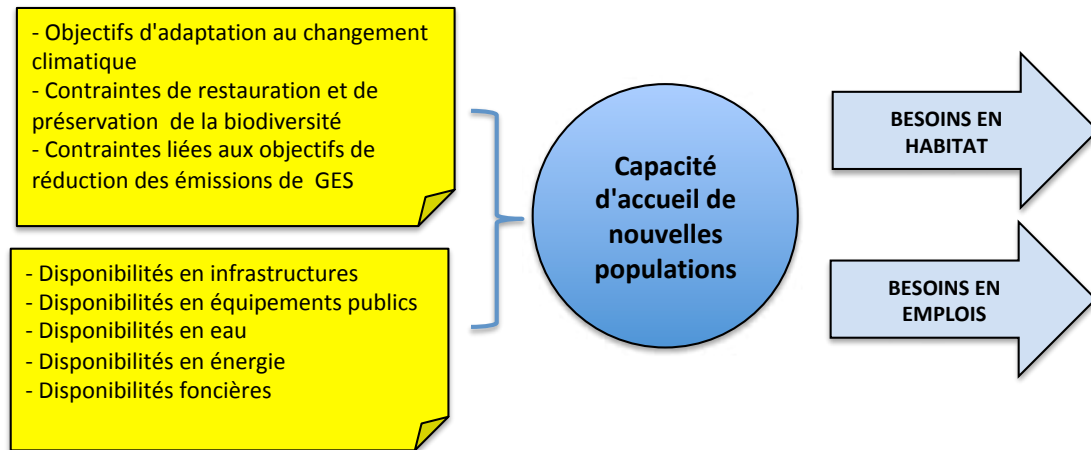 - Objectifs d'adaptation au changement
climatique
- Contraintes de restauration et de
préservation de la biodiversité
- Contraintes liées aux objectifs de
réduction des émissions de GES
- Disponibilités en infrastructures
- Disponibilités en équipements publics
- Disponibilités en eau
- Disponibilités en énergie
- Disponibilités foncières
Capacité
d'accueil de
nouvelles
populations
BESOINS EN
HABITAT
BESOINS EN
EMPLOIS